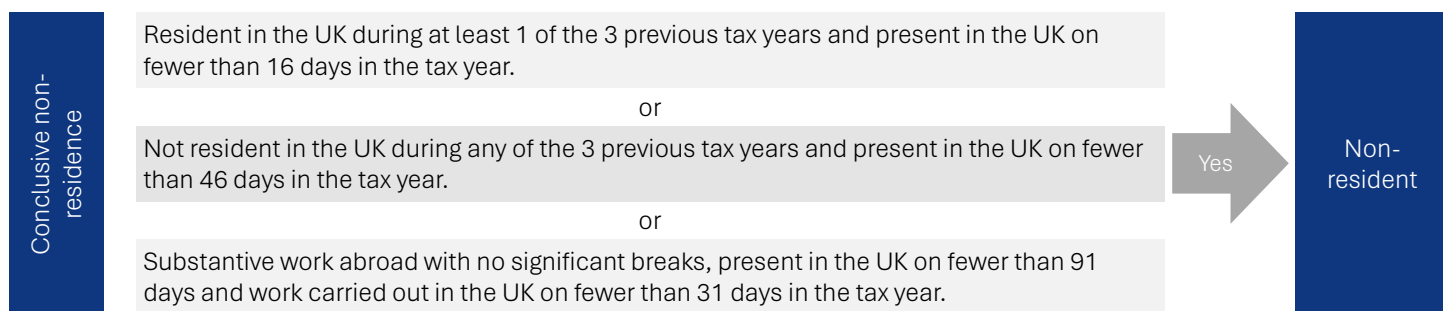 Conclusive non-
residence
Resident in the UK during at least 1 of the 3 previous tax years and present in the UK on
fewer than 16 days in the tax year.
or
Not resident in the UK during any of the 3 previous tax years and present in the UK on fewer
than 46 days in the tax year.
or
Substantive work abroad with no significant breaks, present in the UK on fewer than 91
days and work carried out in the UK on fewer than 31 days in the tax year.
Yes
Non-
resident